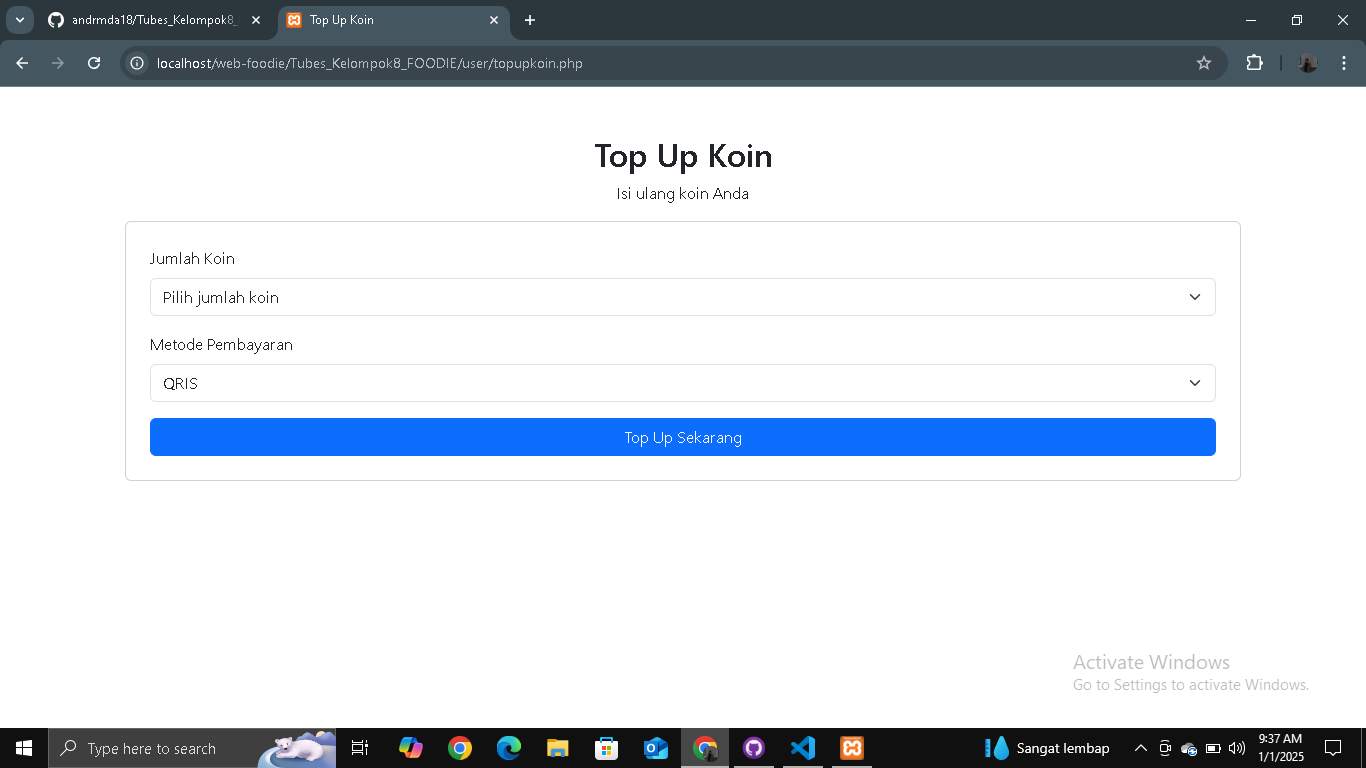 andrmda18/Tubes_Kelompok8_
Top Up Koin
localhost/web-foodie/Tubes_Kelompok8_FOODIE/user/topupkoin.php
Top Up Koin
Isi ulang koin Anda
Jumlah Koin
Pilih jumlah koin
Metode Pembayaran
QRIS
Top Up Sekarang
Activate Windows
Go to Settings to activate Windows.
Type here to search
Sangat lembap
9:37 AM
1/1/2025